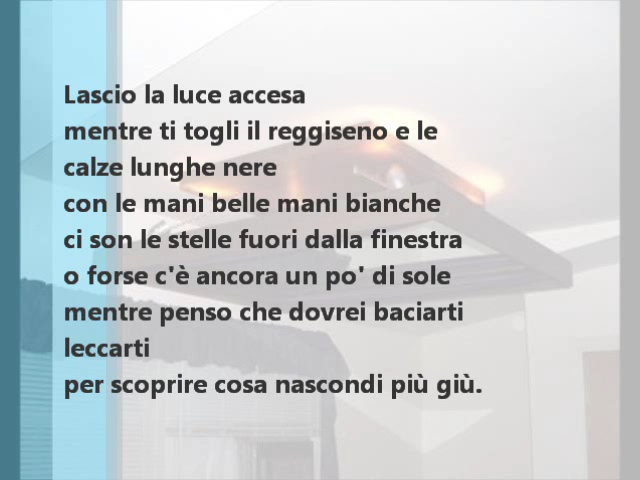 Lascio la luce accesa
mentre ti togli il reggiseno e le
calze lunghe nere
con le mani belle mani bianche
ci son le stelle fuori dalla finestra
o forse c'è ancora un po' di sole
mentre penso che dovrei baciarti
leccarti
per scoprire cosa nascondi più giù.